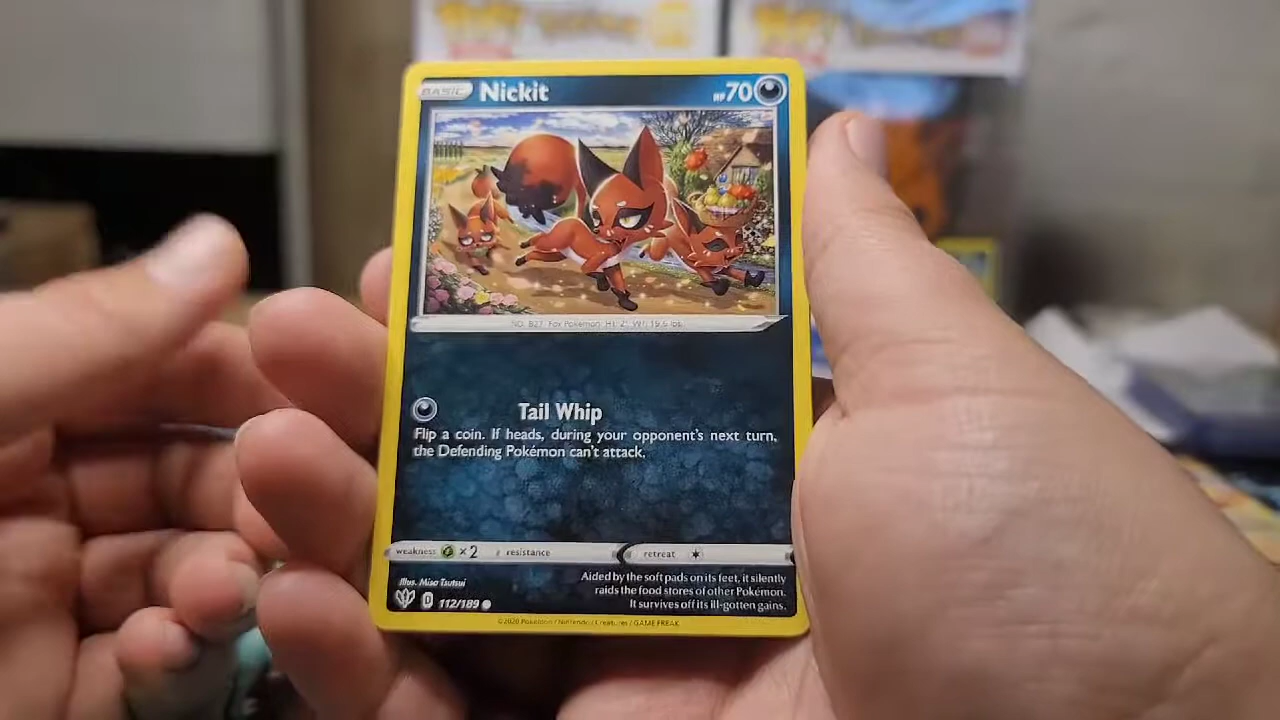 BASIC Nickit HP 70
NO. 827 Fox Pokémon HT: 2' WT: 19.6 lbs.
Tail Whip
Flip a coin. If heads, during your opponent's next turn,
the Defending Pokémon can't attack.
weakness ×2 resistance retreat
Illus. Miso Tsutsui
D 112/189
Aided by the soft pads on its feet, it silently
raids the food stores of other Pokémon.
It survives off its ill-gotten gains.
©2020 Pokémon / Nintendo / Creatures / GAME FREAK